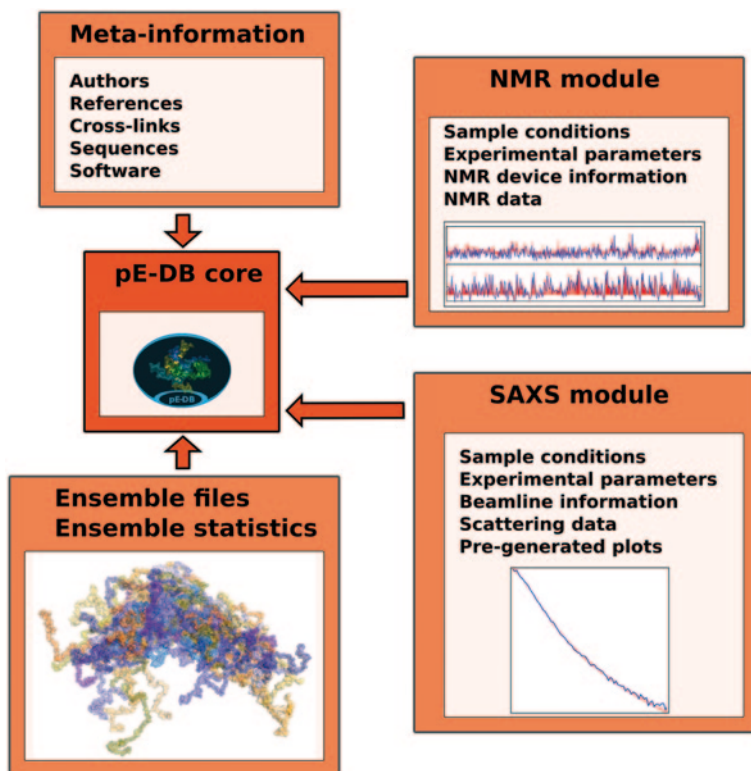 Meta-information
Authors
References
Cross-links
Sequences
Software
NMR module
Sample conditions
Experimental parameters
NMR device information
NMR data
pE-DB core
pE-DB
SAXS module
Sample conditions
Experimental parameters
Beamline information
Scattering data
Pre-generated plots
Ensemble files
Ensemble statistics